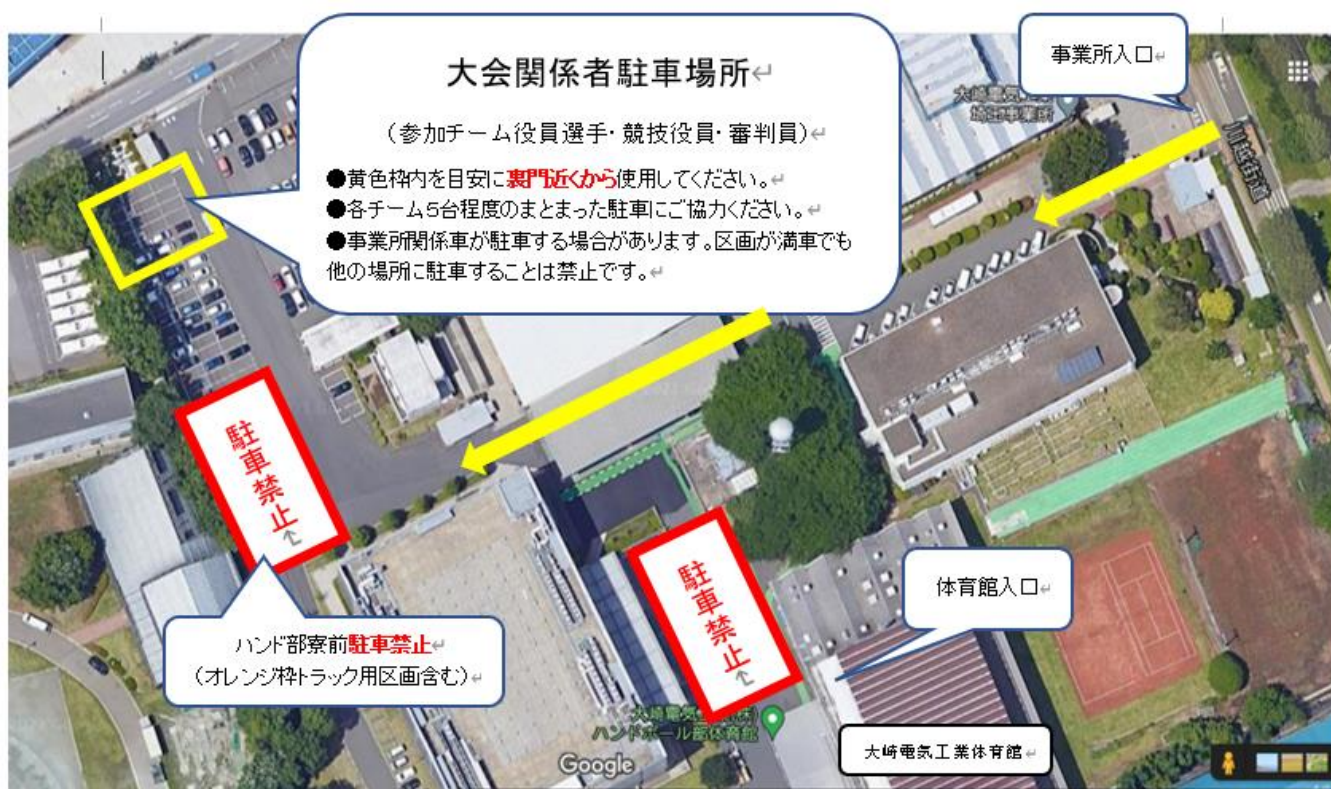 大会関係者駐車場所
(参加チーム役員選手・競技役員・審判員)
●黄色枠内を目安に裏門近くから使用してください。
●各チーム5台程度のまとまった駐車にご協力ください。
●事業所関係車が駐車する場合があります。区画が満車でも
他の場所に駐車することは禁止です。
事業所入口
川越街道
駐車禁止
駐車禁止
体育館入口
ハンド部寮前駐車禁止
(オレンジ枠トラック用区画含む)
ハンドボール部体育館
大崎電気工業体育館
Google